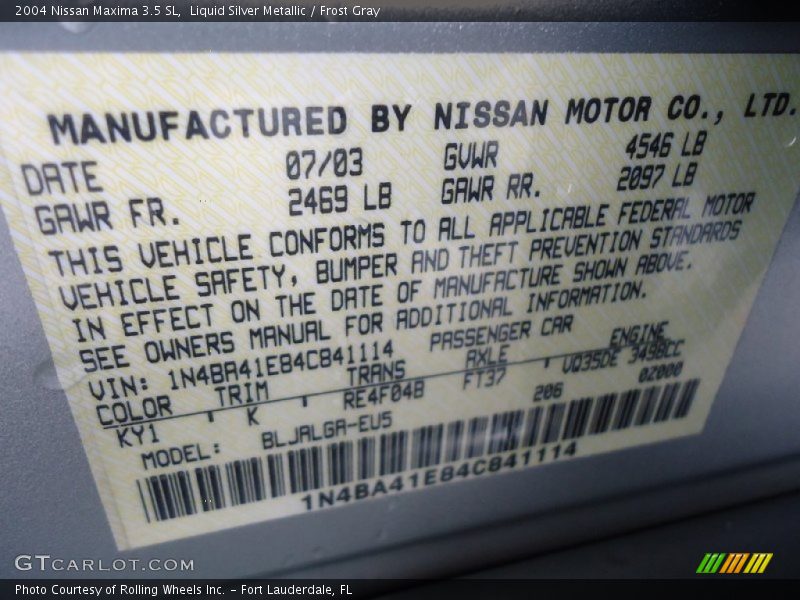 2004 Nissan Maxima 3.5 SL,  Liquid Silver Metallic / Frost Gray
MANUFACTURED BY NISSAN MOTOR CO., LTD.
DATE 07/03 GVWR 4546 LB
GAWR FR. 2469 LB GAWR RR. 2097 LB
THIS VEHICLE CONFORMS TO ALL APPLICABLE FEDERAL MOTOR
VEHICLE SAFETY, BUMPER AND THEFT PREVENTION STANDARDS
IN EFFECT ON THE DATE OF MANUFACTURE SHOWN ABOVE.
SEE OWNERS MANUAL FOR ADDITIONAL INFORMATION.
VIN: 1N4BA41E84C841114 PASSENGER CAR
COLOR TRIM TRANS AXLE ENGINE
KY1 K RE4F04B FT37 VQ35DE 3498CC
MODEL: BLJALGA-EU5 206 0Z000
1N4BA41E84C841114
GTCARLOT.COM
Photo Courtesy of Rolling Wheels Inc. – Fort Lauderdale, FL